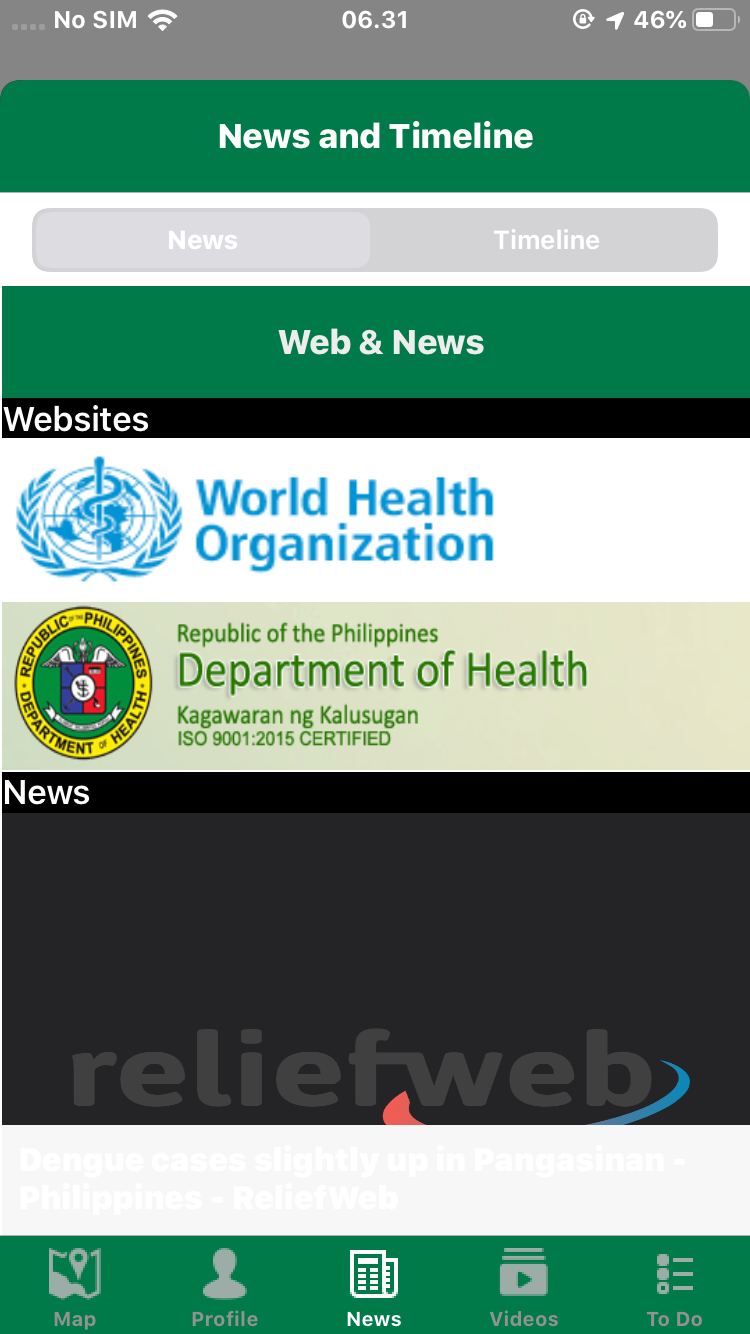 No SIM 06.31 46%
News and Timeline
News Timeline
Web & News
Websites
World Health
Organization
REPUBLIC OF THE PHILIPPINES
DEPARTMENT OF HEALTH
Republic of the Philippines
Department of Health
Kagawaran ng Kalusugan
ISO 9001:2015 CERTIFIED
News
reliefweb
Dengue cases slightly up in Pangasinan -
Philippines - ReliefWeb
Map Profile News Videos To Do